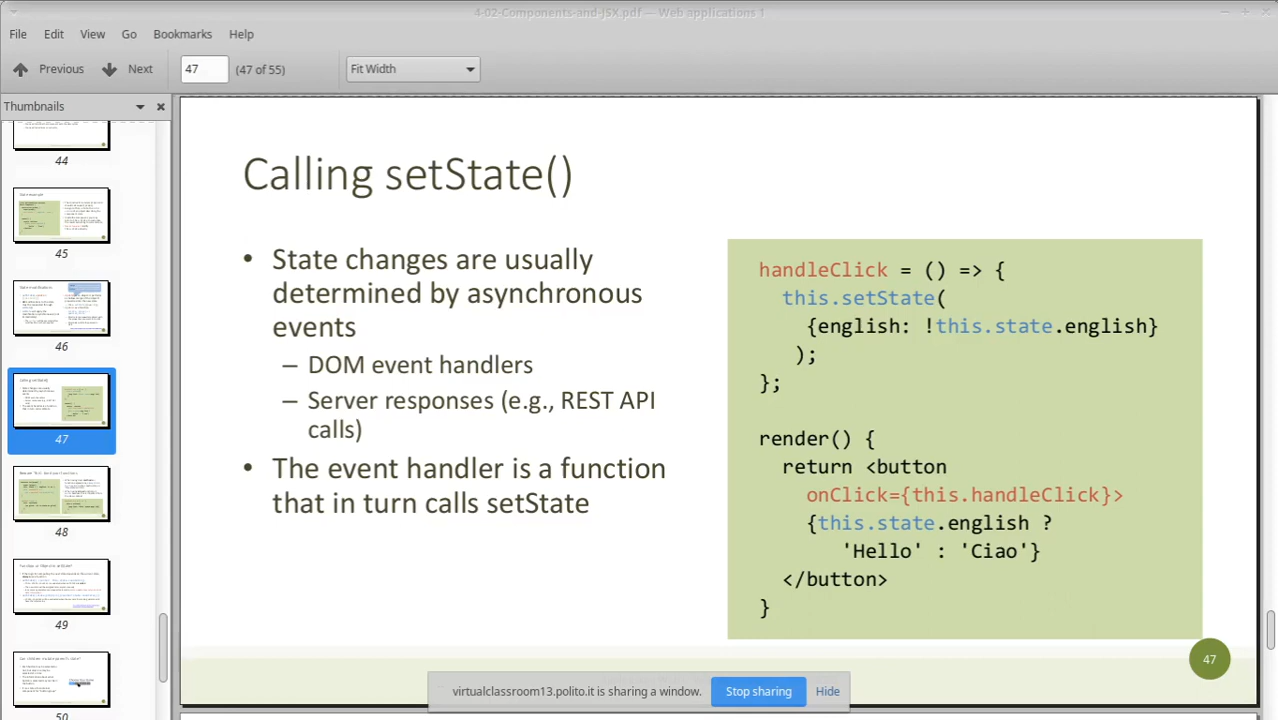 4-02-Components-and-JSX.pdf — Web applications 1
File Edit View Go Bookmarks Help
Previous Next 47 (47 of 55) Fit Width
Thumbnails
44
45
46
47
48
49
50
Calling setState()
• State changes are usually
determined by asynchronous
events
– DOM event handlers
– Server responses (e.g., REST API
calls)
• The event handler is a function
that in turn calls setState
handleClick = () => {
this.setState(
{english: !this.state.english}
);
};
render() {
return <button
onClick={this.handleClick}>
{this.state.english ?
'Hello' : 'Ciao'}
</button>
}
47
virtualclassroom13.polito.it is sharing a window. Stop sharing Hide